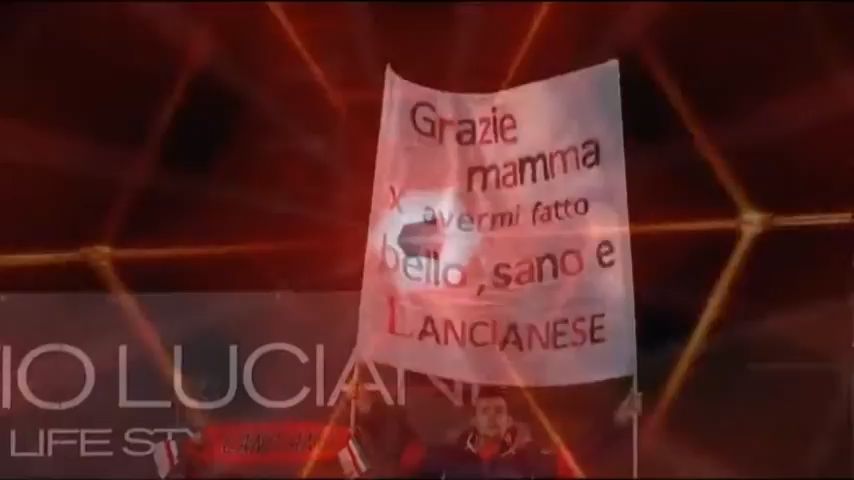 Grazie
mamma
x avermi fatto
bello, sano e
LANCIANESE
IO LUCIAN
LIFE ST